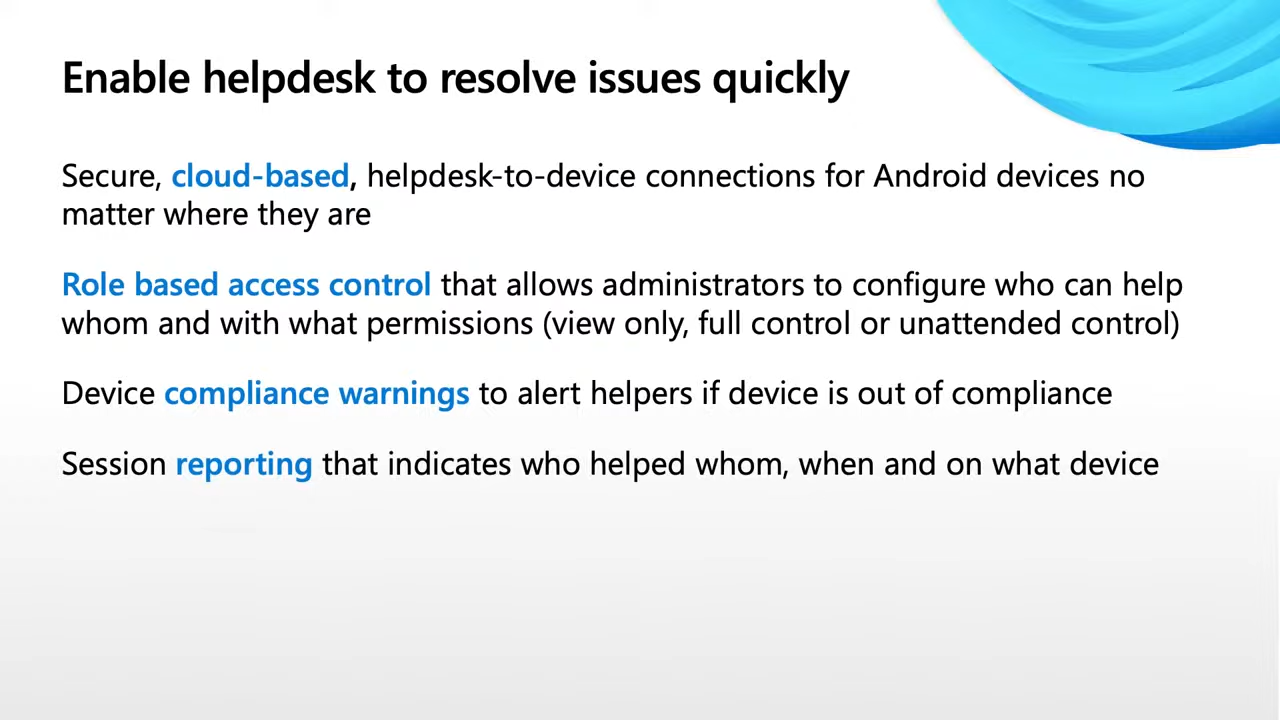 Enable helpdesk to resolve issues quickly
Secure, cloud-based, helpdesk-to-device connections for Android devices no
matter where they are
Role based access control that allows administrators to configure who can help
whom and with what permissions (view only, full control or unattended control)
Device compliance warnings to alert helpers if device is out of compliance
Session reporting that indicates who helped whom, when and on what device